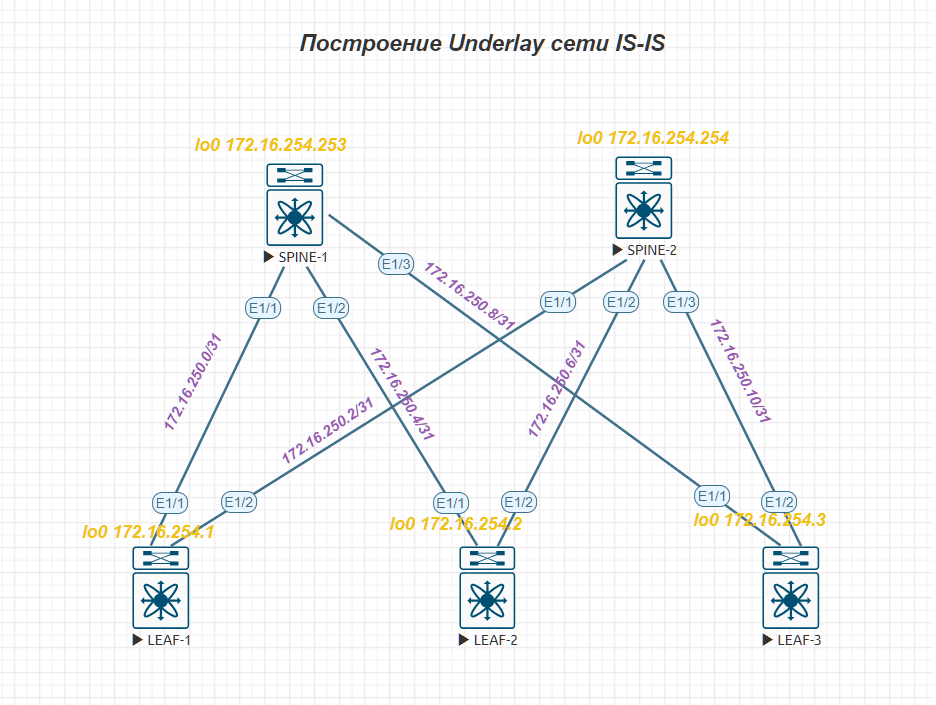 Построение Underlay сети IS-IS
lo0 172.16.254.253
lo0 172.16.254.254
SPINE-1
SPINE-2
E1/3
172.16.250.8/31
E1/1
E1/2
E1/1
E1/2
E1/3
172.16.250.0/31
172.16.250.4/31
172.16.250.2/31
172.16.250.6/31
172.16.250.10/31
E1/1
E1/2
E1/1
E1/2
E1/1
E1/2
lo0 172.16.254.1
lo0 172.16.254.2
lo0 172.16.254.3
LEAF-1
LEAF-2
LEAF-3